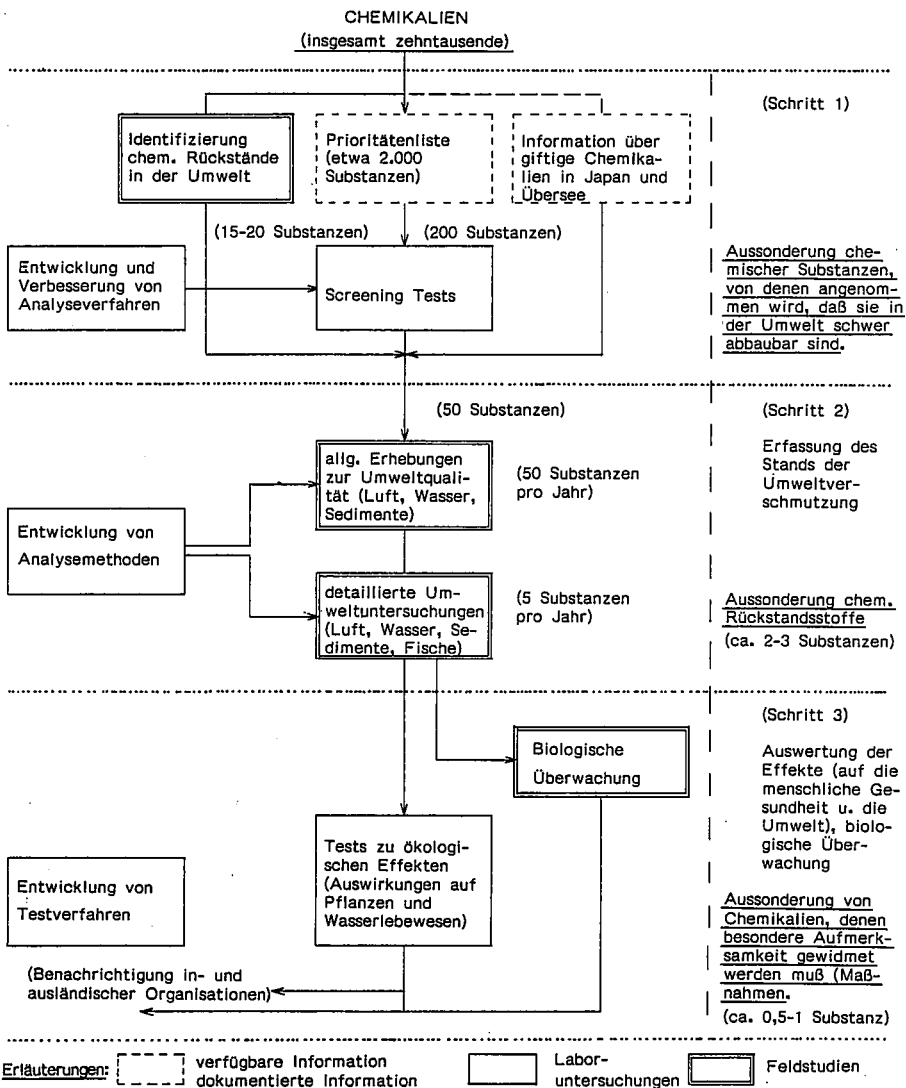 CHEMIKALIEN
(insgesamt zehntausende)
(Schritt 1)
Identifizierung
chem. Rückstände
in der Umwelt
Prioritätenliste
(etwa 2.000
Substanzen)
Information über
giftige Chemika-
lien in Japan und
Übersee
(15-20 Substanzen)
(200 Substanzen)
Entwicklung und
Verbesserung von
Analyseverfahren
Screening Tests
Aussonderung che-
mischer Substanzen,
von denen angenom-
men wird, daß sie in
der Umwelt schwer
abbaubar sind.
(50 Substanzen)
(Schritt 2)
Erfassung des
Stands der
Umweltver-
schmutzung
allg. Erhebungen
zur Umweltquali-
tät (Luft, Wasser,
Sedimente)
(50 Substanzen
pro Jahr)
Entwicklung von
Analysemethoden
detaillierte Um-
weltuntersuchungen
(Luft, Wasser, Se-
dimente, Fische)
(5 Substanzen
pro Jahr)
Aussonderung chem.
Rückstandsstoffe
(ca. 2-3 Substanzen)
(Schritt 3)
Auswertung der
Effekte (auf die
menschliche Ge-
sundheit u. die
Umwelt), biolo-
gische Über-
wachung
Biologische
Überwachung
Tests zu ökologi-
schen Effekten
(Auswirkungen auf
Pflanzen und
Wasserlebewesen)
Entwicklung von
Testverfahren
Aussonderung von
Chemikalien, denen
besondere Aufmerk-
samkeit gewidmet
werden muß (Maß-
nahmen.
(ca. 0,5-1 Substanz)
(Benachrichtigung in- und
ausländischer Organisationen)
Erläuterungen:
verfügbare Information
dokumentierte Information
Labor-
untersuchungen
Feldstudien